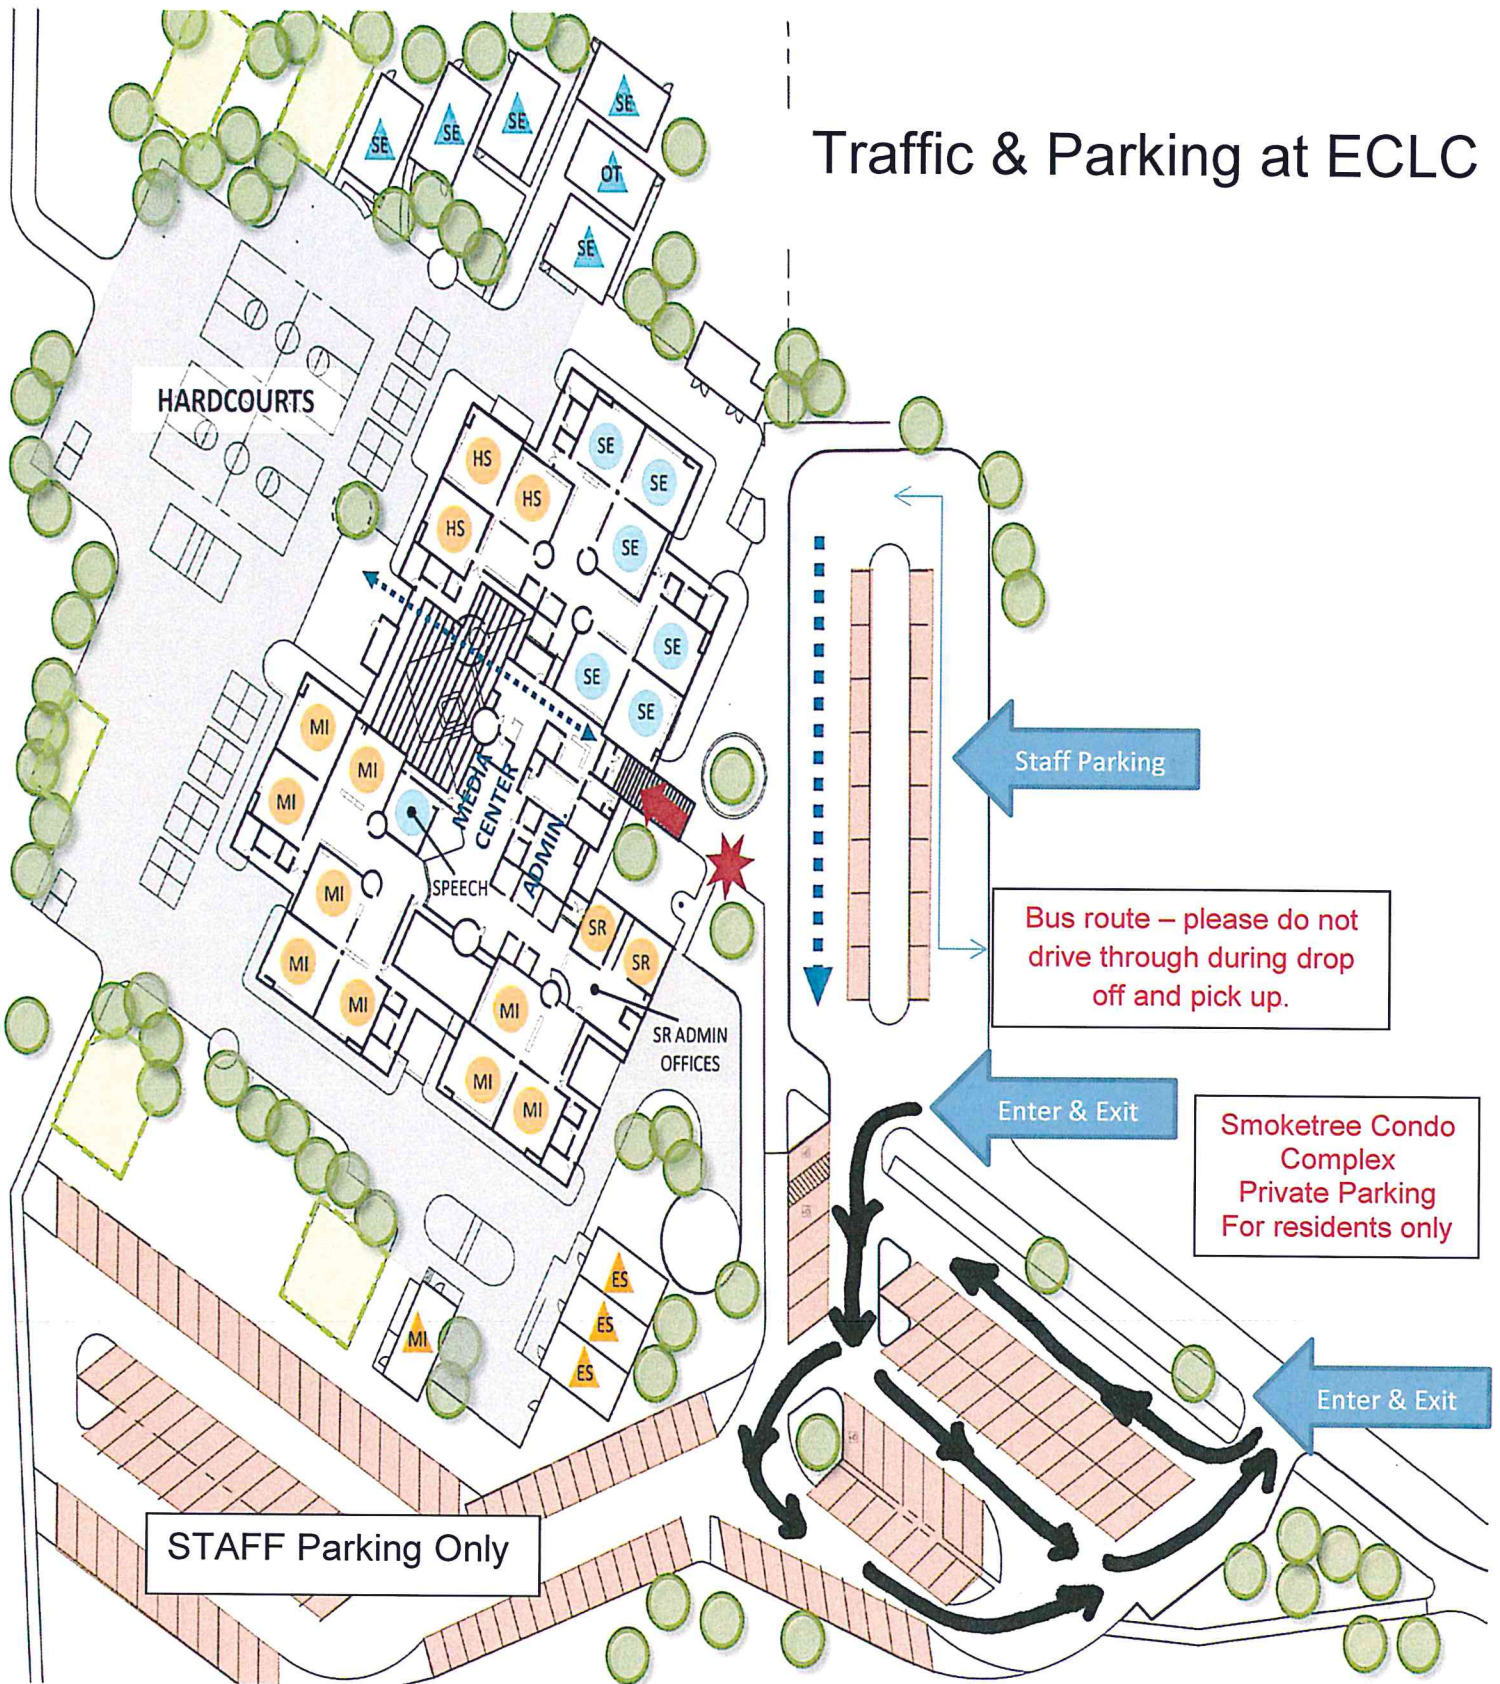 Traffic & Parking at ECLC
SE
SE
SE
SE
OT
SE
HARDCOURTS
HS
HS
HS
SE
SE
SE
SE
SE
SE
MI
MI
MI
MEDIA
CENTER
ADMIN.
SPEECH
MI
MI
MI
SR
SR
MI
SR ADMIN
OFFICES
MI
MI
Staff Parking
Bus route – please do not
drive through during drop
off and pick up.
Enter & Exit
Smoketree Condo
Complex
Private Parking
For residents only
Enter & Exit
ES
ES
ES
MI
STAFF Parking Only